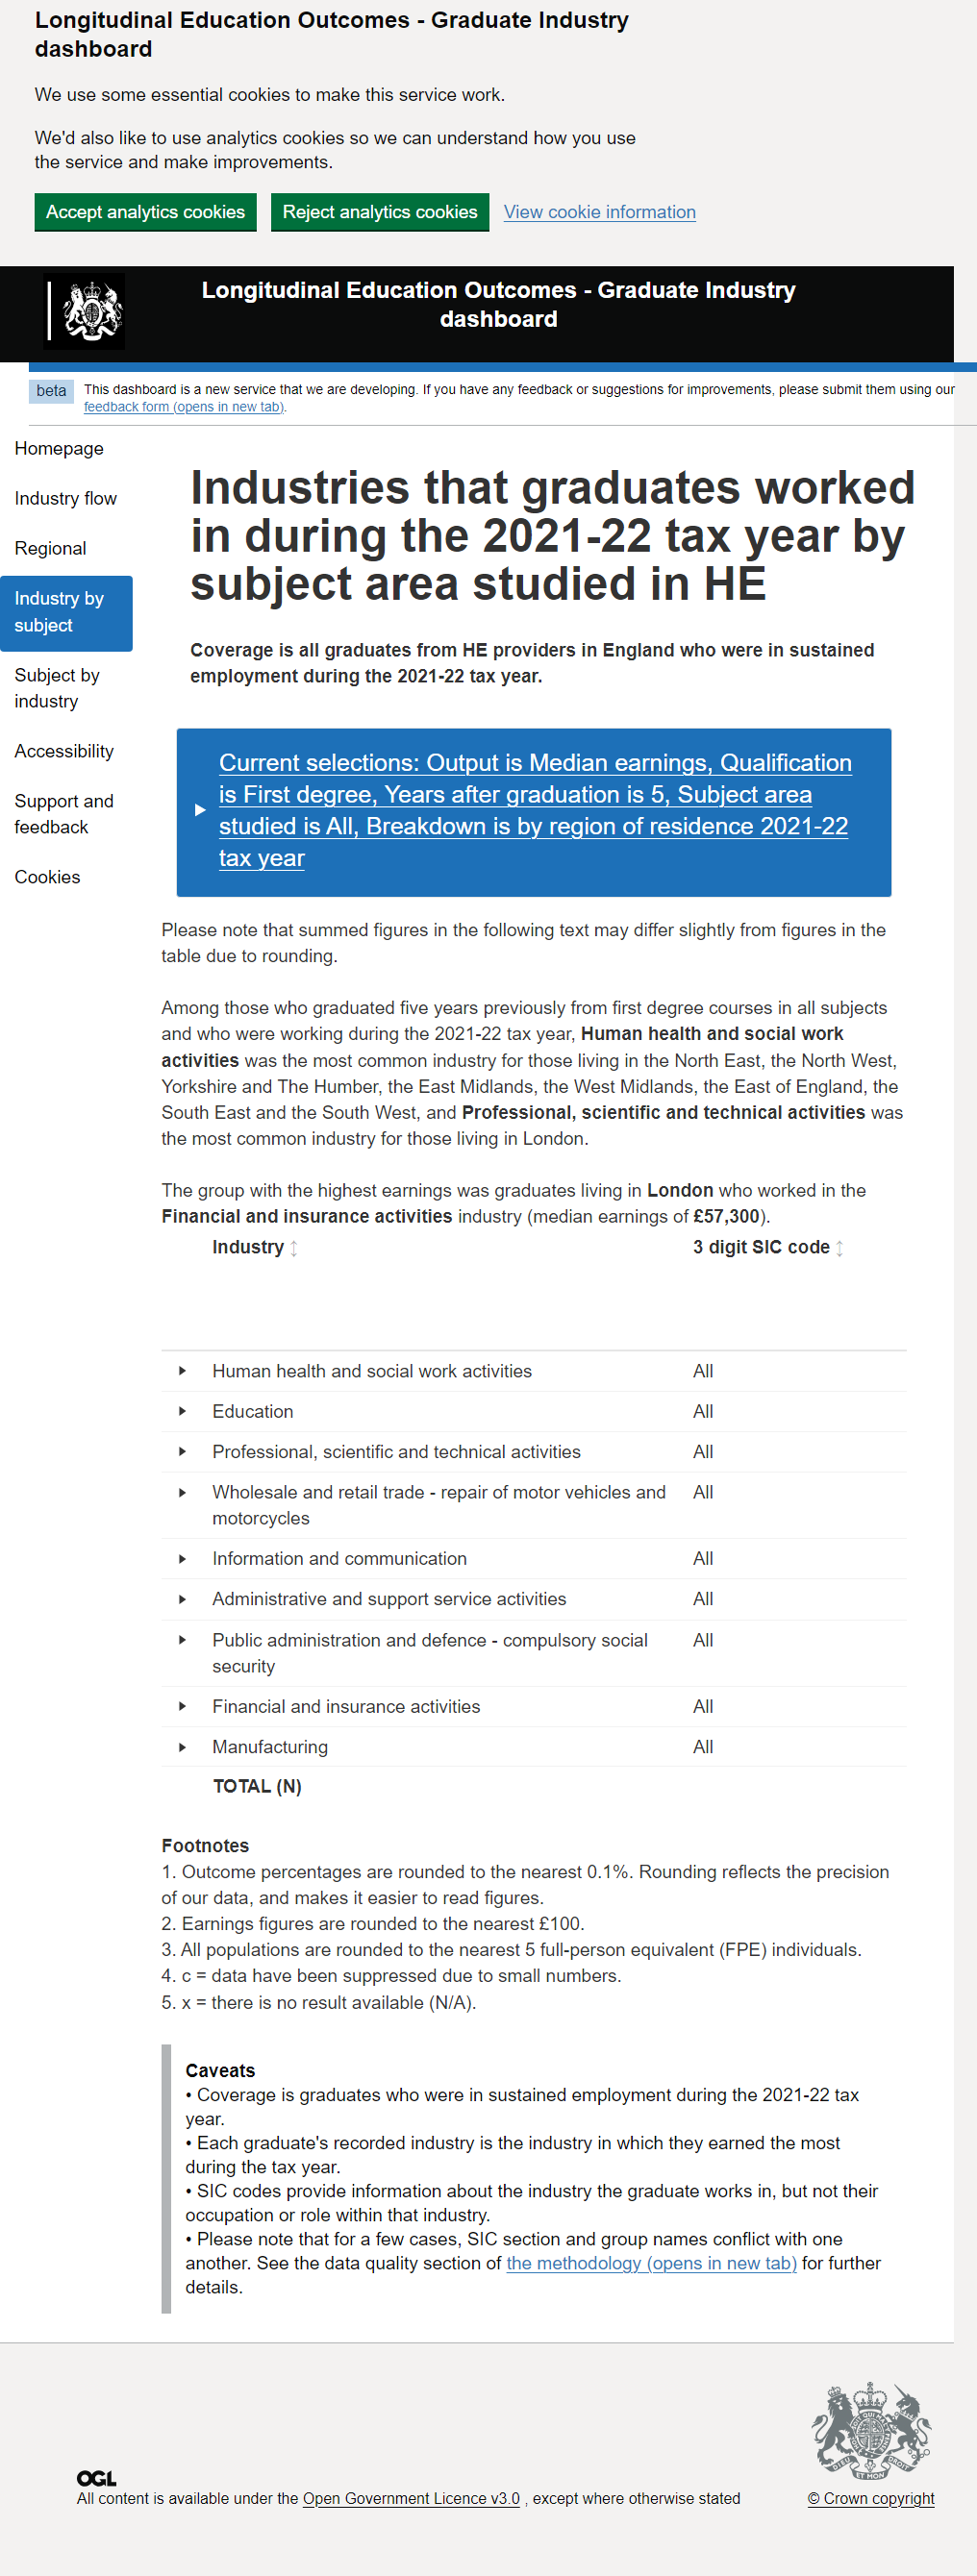 Longitudinal Education Outcomes - Graduate Industry
dashboard
We use some essential cookies to make this service work.
We'd also like to use analytics cookies so we can understand how you use
the service and make improvements.
Accept analytics cookies
Reject analytics cookies
View cookie information
Longitudinal Education Outcomes - Graduate Industry
dashboard
beta
This dashboard is a new service that we are developing. If you have any feedback or suggestions for improvements, please submit them using our
feedback form (opens in new tab).
Homepage
Industry flow
Regional
Industry by
subject
Subject by
industry
Accessibility
Support and
feedback
Cookies
Industries that graduates worked
in during the 2021-22 tax year by
subject area studied in HE
Coverage is all graduates from HE providers in England who were in sustained
employment during the 2021-22 tax year.
Current selections: Output is Median earnings, Qualification
is First degree, Years after graduation is 5, Subject area
studied is All, Breakdown is by region of residence 2021-22
tax year
Please note that summed figures in the following text may differ slightly from figures in the
table due to rounding.
Among those who graduated five years previously from first degree courses in all subjects
and who were working during the 2021-22 tax year, Human health and social work
activities was the most common industry for those living in the North East, the North West,
Yorkshire and The Humber, the East Midlands, the West Midlands, the East of England, the
South East and the South West, and Professional, scientific and technical activities was
the most common industry for those living in London.
The group with the highest earnings was graduates living in London who worked in the
Financial and insurance activities industry (median earnings of £57,300).
Industry 3 digit SIC code
Human health and social work activities All
Education All
Professional, scientific and technical activities All
Wholesale and retail trade - repair of motor vehicles and All
motorcycles
Information and communication All
Administrative and support service activities All
Public administration and defence - compulsory social All
security
Financial and insurance activities All
Manufacturing All
TOTAL (N)
Footnotes
1. Outcome percentages are rounded to the nearest 0.1%. Rounding reflects the precision
of our data, and makes it easier to read figures.
2. Earnings figures are rounded to the nearest £100.
3. All populations are rounded to the nearest 5 full-person equivalent (FPE) individuals.
4. c = data have been suppressed due to small numbers.
5. x = there is no result available (N/A).
Caveats
• Coverage is graduates who were in sustained employment during the 2021-22 tax
year.
• Each graduate's recorded industry is the industry in which they earned the most
during the tax year.
• SIC codes provide information about the industry the graduate works in, but not their
occupation or role within that industry.
• Please note that for a few cases, SIC section and group names conflict with one
another. See the data quality section of the methodology (opens in new tab) for further
details.
OGL
All content is available under the Open Government Licence v3.0 , except where otherwise stated
© Crown copyright